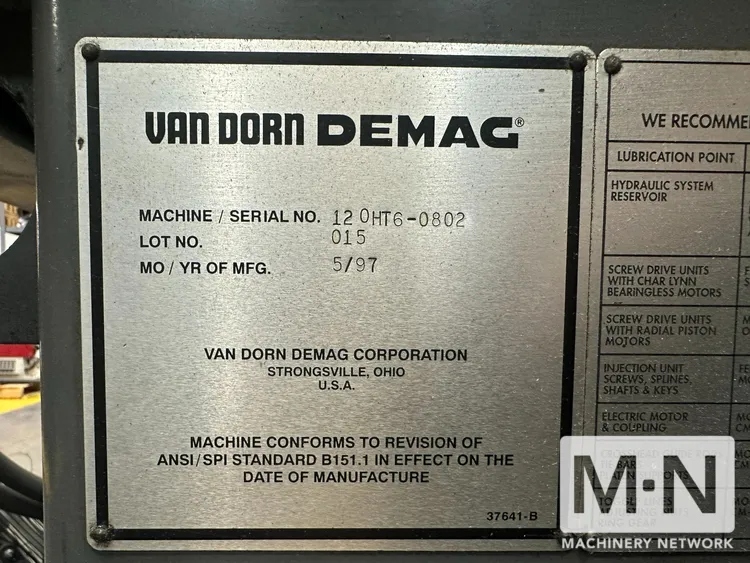 VAN DORN DEMAG®
MACHINE / SERIAL NO. 120HT6-0802
LOT NO. 015
MO / YR OF MFG. 5/97
VAN DORN DEMAG CORPORATION
STRONGSVILLE, OHIO
U.S.A.
MACHINE CONFORMS TO REVISION OF
ANSI/SPI STANDARD B151.1 IN EFFECT ON THE
DATE OF MANUFACTURE
37641-B
WE RECOMME
LUBRICATION POINT
HYDRAULIC SYSTEM
RESERVOIR
SCREW DRIVE UNITS
WITH CHAR LYNN
BEARINGLESS MOTORS
SCREW DRIVE UNITS
WITH RADIAL PISTON
MOTORS
INJECTION UNIT
SCREWS, SPLINES,
SHAFTS & KEYS
ELECTRIC MOTOR
& COUPLING
RING GEAR
M·N
MACHINERY NETWORK